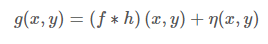 g(x, y) = (f * h) (x, y) + η(x, y)